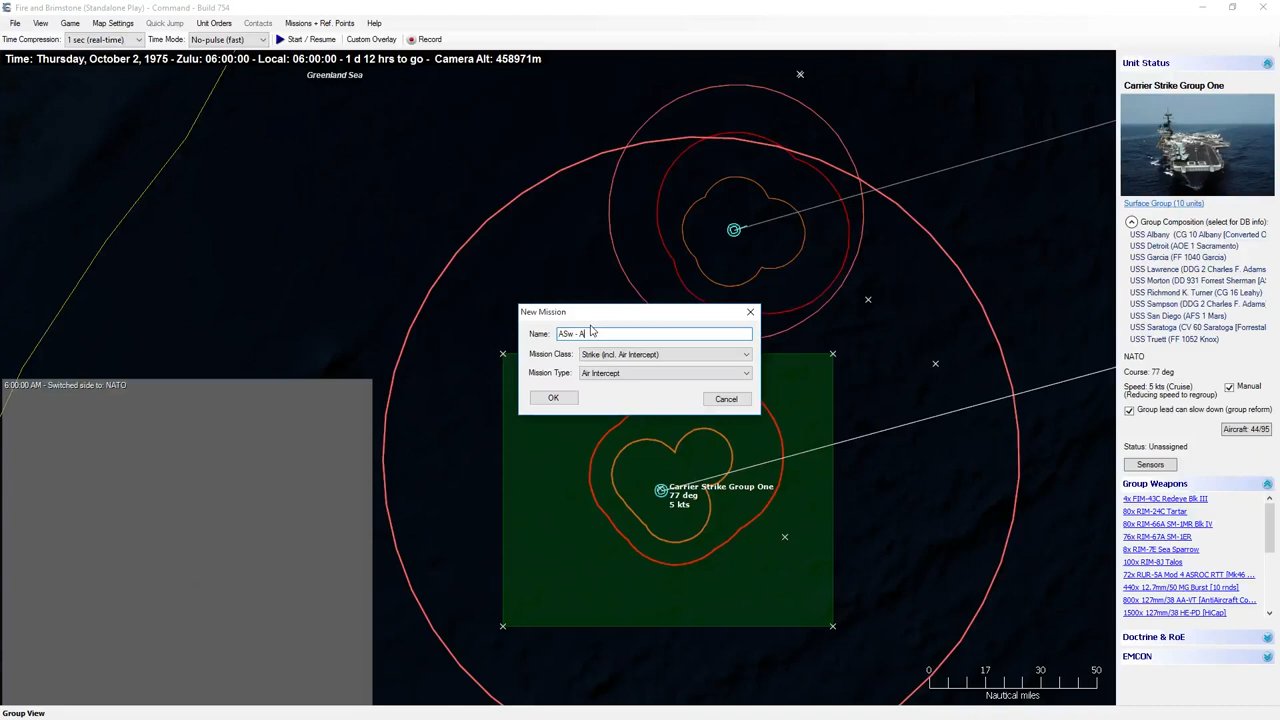 Fire and Brimstone (Standalone Play) - Command - Build 754
File View Game Map Settings Quick Jump Unit Orders Contacts Missions + Ref. Points Help
Time Compression: 1 sec (real-time) Time Mode: No-pulse (fast) Start / Resume Custom Overlay Record
Time: Thursday, October 2, 1975 - Zulu: 06:00:00 - Local: 06:00:00 - 1 d 12 hrs to go - Camera Alt: 458971m
Greenland Sea
6:00:00 AM - Switched side to: NATO
New Mission
Name: ASw - A
Mission Class: Strike (incl. Air Intercept)
Mission Type: Air Intercept
OK Cancel
Carrier Strike Group One
77 deg
5 kts
0 17 30 50
Nautical miles
Group View
Unit Status
Carrier Strike Group One
Surface Group (10 units)
Group Composition (select for DB info):
USS Albany (CG 10 Albany [Converted C
USS Detroit (AOE 1 Sacramento)
USS Garcia (FF 1040 Garcia)
USS Lawrence (DDG 2 Charles F. Adams
USS Morton (DD 931 Forrest Sherman [A
USS Richmond K. Turner (CG 16 Leahy)
USS Sampson (DDG 2 Charles F. Adams
USS San Diego (AFS 1 Mars)
USS Saratoga (CV 60 Saratoga [Forrestal
USS Truett (FF 1052 Knox)
NATO
Course: 77 deg
Speed: 5 kts (Cruise) Manual
(Reducing speed to regroup)
Group lead can slow down (group reform)
Aircraft: 44/95
Status: Unassigned
Sensors
Group Weapons
4x FIM-43C Redeye Blk III
80x RIM-24C Tartar
80x RIM-66A SM-1MR Blk IV
76x RIM-67A SM-1ER
8x RIM-7E Sea Sparrow
100x RIM-8J Talos
72x RUR-5A Mod 4 ASROC RTT [Mk46 ...
440x 12.7mm/50 MG Burst [10 rnds]
800x 127mm/38 AA-VT [AntiAircraft Co...
1500x 127mm/38 HE-PD [HiCap]
Doctrine & RoE
EMCON